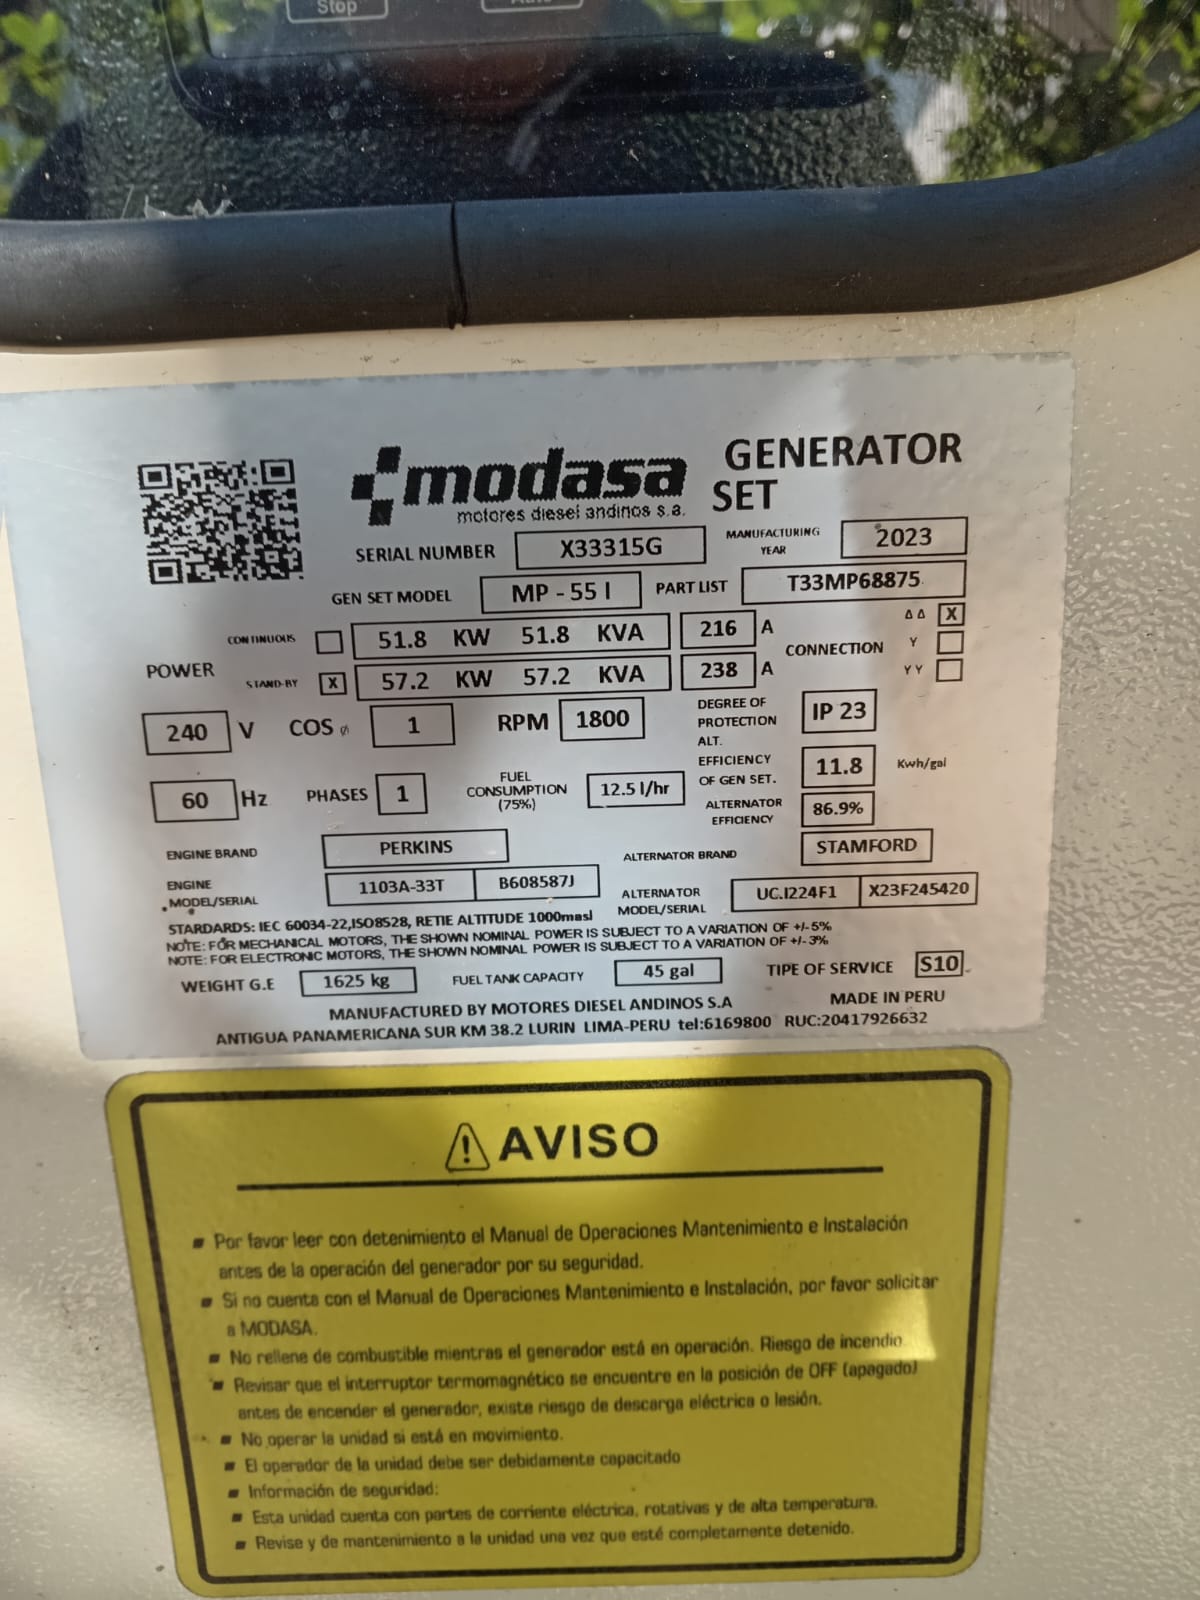 Stop
modasa
motores diesel andinos s.a.
GENERATOR
SET
SERIAL NUMBER X33315G MANUFACTURING YEAR 2023
GEN SET MODEL MP - 55 I PART LIST T33MP68875
POWER
CONTINUOUS 51.8 KW 51.8 KVA 216 A
STAND-BY X 57.2 KW 57.2 KVA 238 A
CONNECTION
Δ Δ X
Y
Y Y
240 V COS ø 1 RPM 1800
DEGREE OF PROTECTION ALT. IP 23
EFFICIENCY OF GEN SET. 11.8 Kwh/gal
60 Hz PHASES 1 FUEL CONSUMPTION (75%) 12.5 l/hr
ALTERNATOR EFFICIENCY 86.9%
ENGINE BRAND PERKINS ALTERNATOR BRAND STAMFORD
ENGINE MODEL/SERIAL 1103A-33T B608587J ALTERNATOR MODEL/SERIAL UC.I224F1 X23F245420
STARDARDS: IEC 60034-22,ISO8528, RETIE ALTITUDE 1000masl
NOTE: FOR MECHANICAL MOTORS, THE SHOWN NOMINAL POWER IS SUBJECT TO A VARIATION OF +/-5%
NOTE: FOR ELECTRONIC MOTORS, THE SHOWN NOMINAL POWER IS SUBJECT TO A VARIATION OF +/-3%
WEIGHT G.E 1625 kg FUEL TANK CAPACITY 45 gal TIPE OF SERVICE S10
MANUFACTURED BY MOTORES DIESEL ANDINOS S.A MADE IN PERU
ANTIGUA PANAMERICANA SUR KM 38.2 LURIN LIMA-PERU tel:6169800 RUC:20417926632
AVISO
Por favor leer con detenimiento el Manual de Operaciones Mantenimiento e Instalación
antes de la operación del generador por su seguridad.
Si no cuenta con el Manual de Operaciones Mantenimiento e Instalación, por favor solicitar
a MODASA.
No rellene de combustible mientras el generador está en operación. Riesgo de incendio
Revisar que el interruptor termomagnético se encuentre en la posición de OFF (apagado)
antes de encender el generador, existe riesgo de descarga eléctrica o lesión.
No operar la unidad si está en movimiento.
El operador de la unidad debe ser debidamente capacitado
Información de seguridad:
Esta unidad cuenta con partes de corriente eléctrica, rotativas y de alta temperatura.
Revise y de mantenimiento a la unidad una vez que esté completamente detenido.